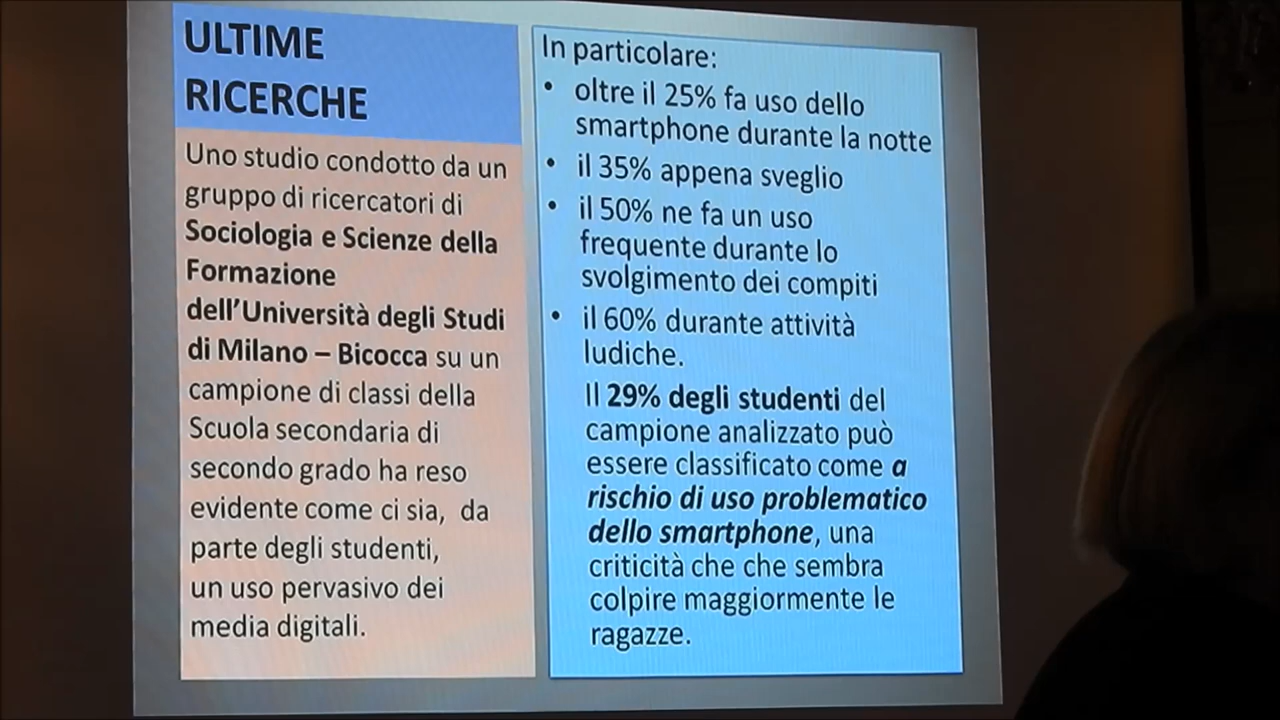 ULTIME
RICERCHE
Uno studio condotto da un
gruppo di ricercatori di
Sociologia e Scienze della
Formazione
dell'Università degli Studi
di Milano – Bicocca su un
campione di classi della
Scuola secondaria di
secondo grado ha reso
evidente come ci sia, da
parte degli studenti,
un uso pervasivo dei
media digitali.
In particolare:
• oltre il 25% fa uso dello
smartphone durante la notte
• il 35% appena sveglio
• il 50% ne fa un uso
frequente durante lo
svolgimento dei compiti
• il 60% durante attività
ludiche.
Il 29% degli studenti del
campione analizzato può
essere classificato come a
rischio di uso problematico
dello smartphone, una
criticità che che sembra
colpire maggiormente le
ragazze.